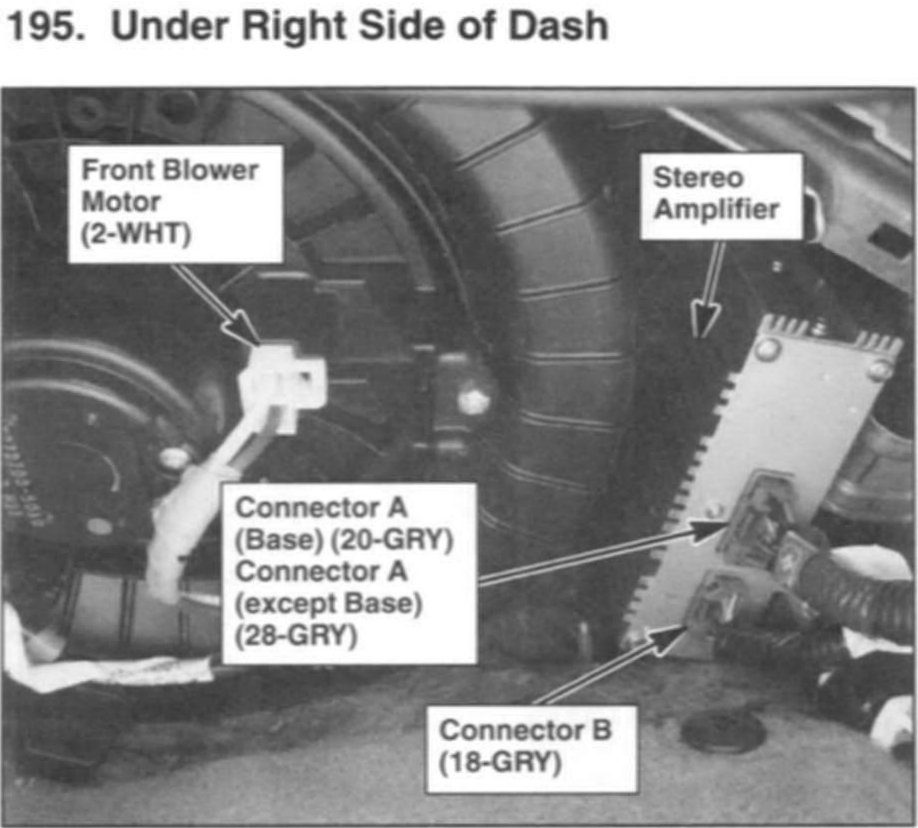 195. Under Right Side of Dash
Front Blower
Motor
(2-WHT)
Stereo
Amplifier
Connector A
(Base) (20-GRY)
Connector A
(except Base)
(28-GRY)
Connector B
(18-GRY)